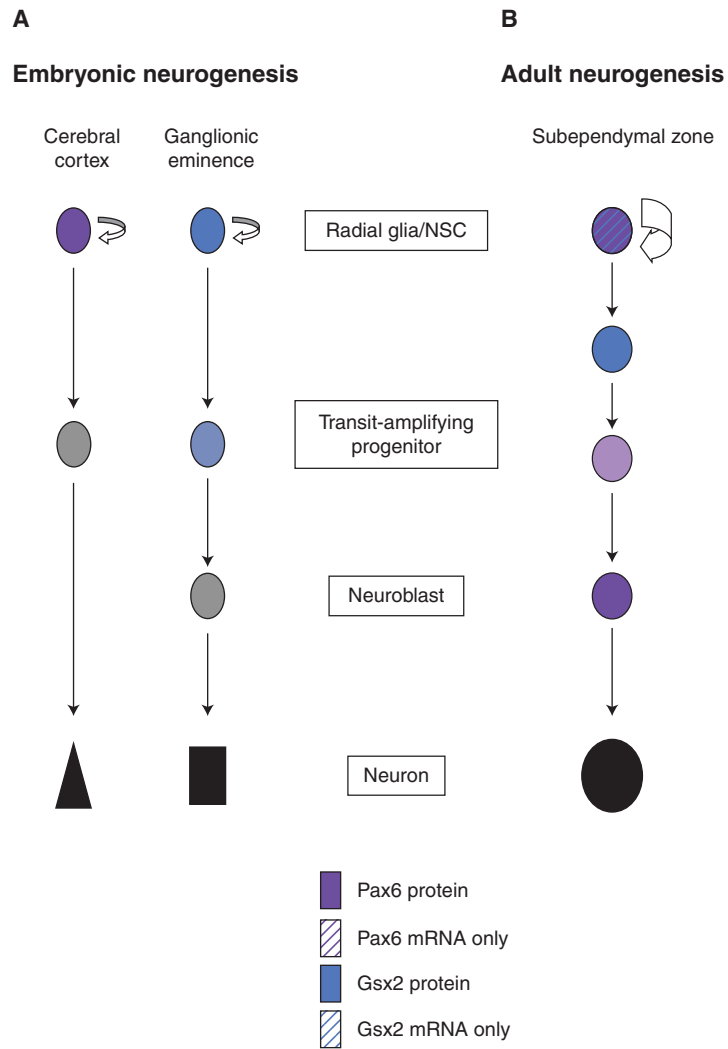 A
Embryonic neurogenesis
Cerebral
cortex
Ganglionic
eminence
B
Adult neurogenesis
Subependymal zone
Radial glia/NSC
Transit-amplifying
progenitor
Neuroblast
Neuron
Pax6 protein
Pax6 mRNA only
Gsx2 protein
Gsx2 mRNA only